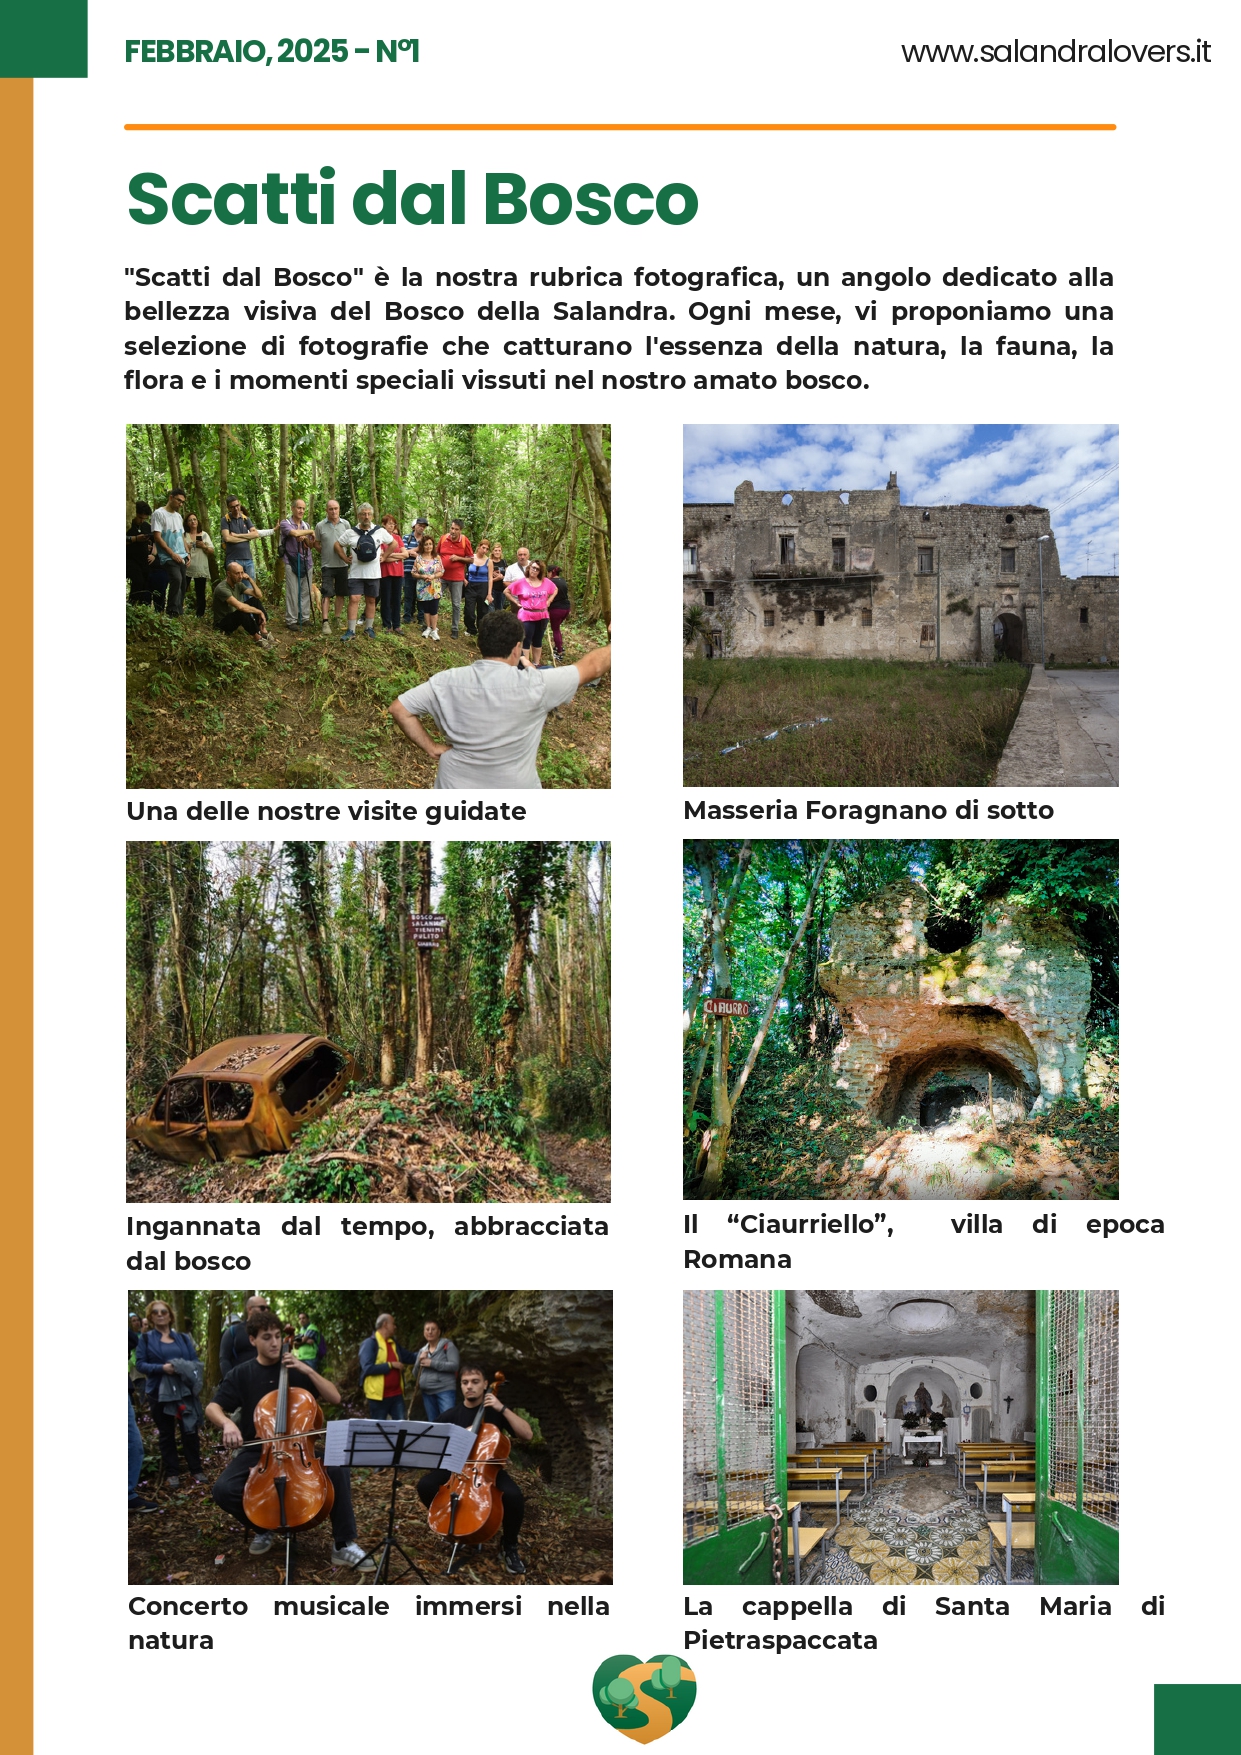 FEBBRAIO, 2025 – N°1
www.salandralovers.it
Scatti dal Bosco
"Scatti dal Bosco" è la nostra rubrica fotografica, un angolo dedicato alla
bellezza visiva del Bosco della Salandra. Ogni mese, vi proponiamo una
selezione di fotografie che catturano l'essenza della natura, la fauna, la
flora e i momenti speciali vissuti nel nostro amato bosco.
Una delle nostre visite guidate
Masseria Foragnano di sotto
BOSCO
SALANDRA
TIENIMI
PULITO
CIAURRO
Ingannata dal tempo, abbracciata
dal bosco
Il “Ciaurriello”, villa di epoca
Romana
Concerto musicale immersi nella
natura
La cappella di Santa Maria di
Pietraspaccata